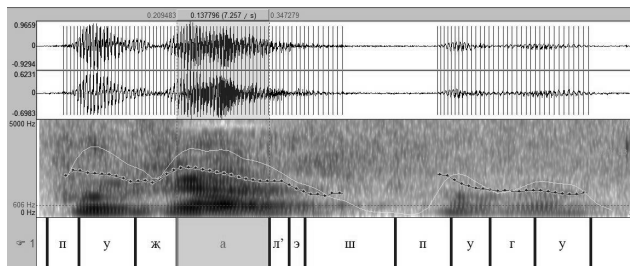 0.209483 0.137796 (7.257 / s) 0.347279
0.9659
0
-0.9294
0.6231
0
-0.6983
5000 Hz
606 Hz
0 Hz
☞ 1 п у җ а л’ э ш п у г у